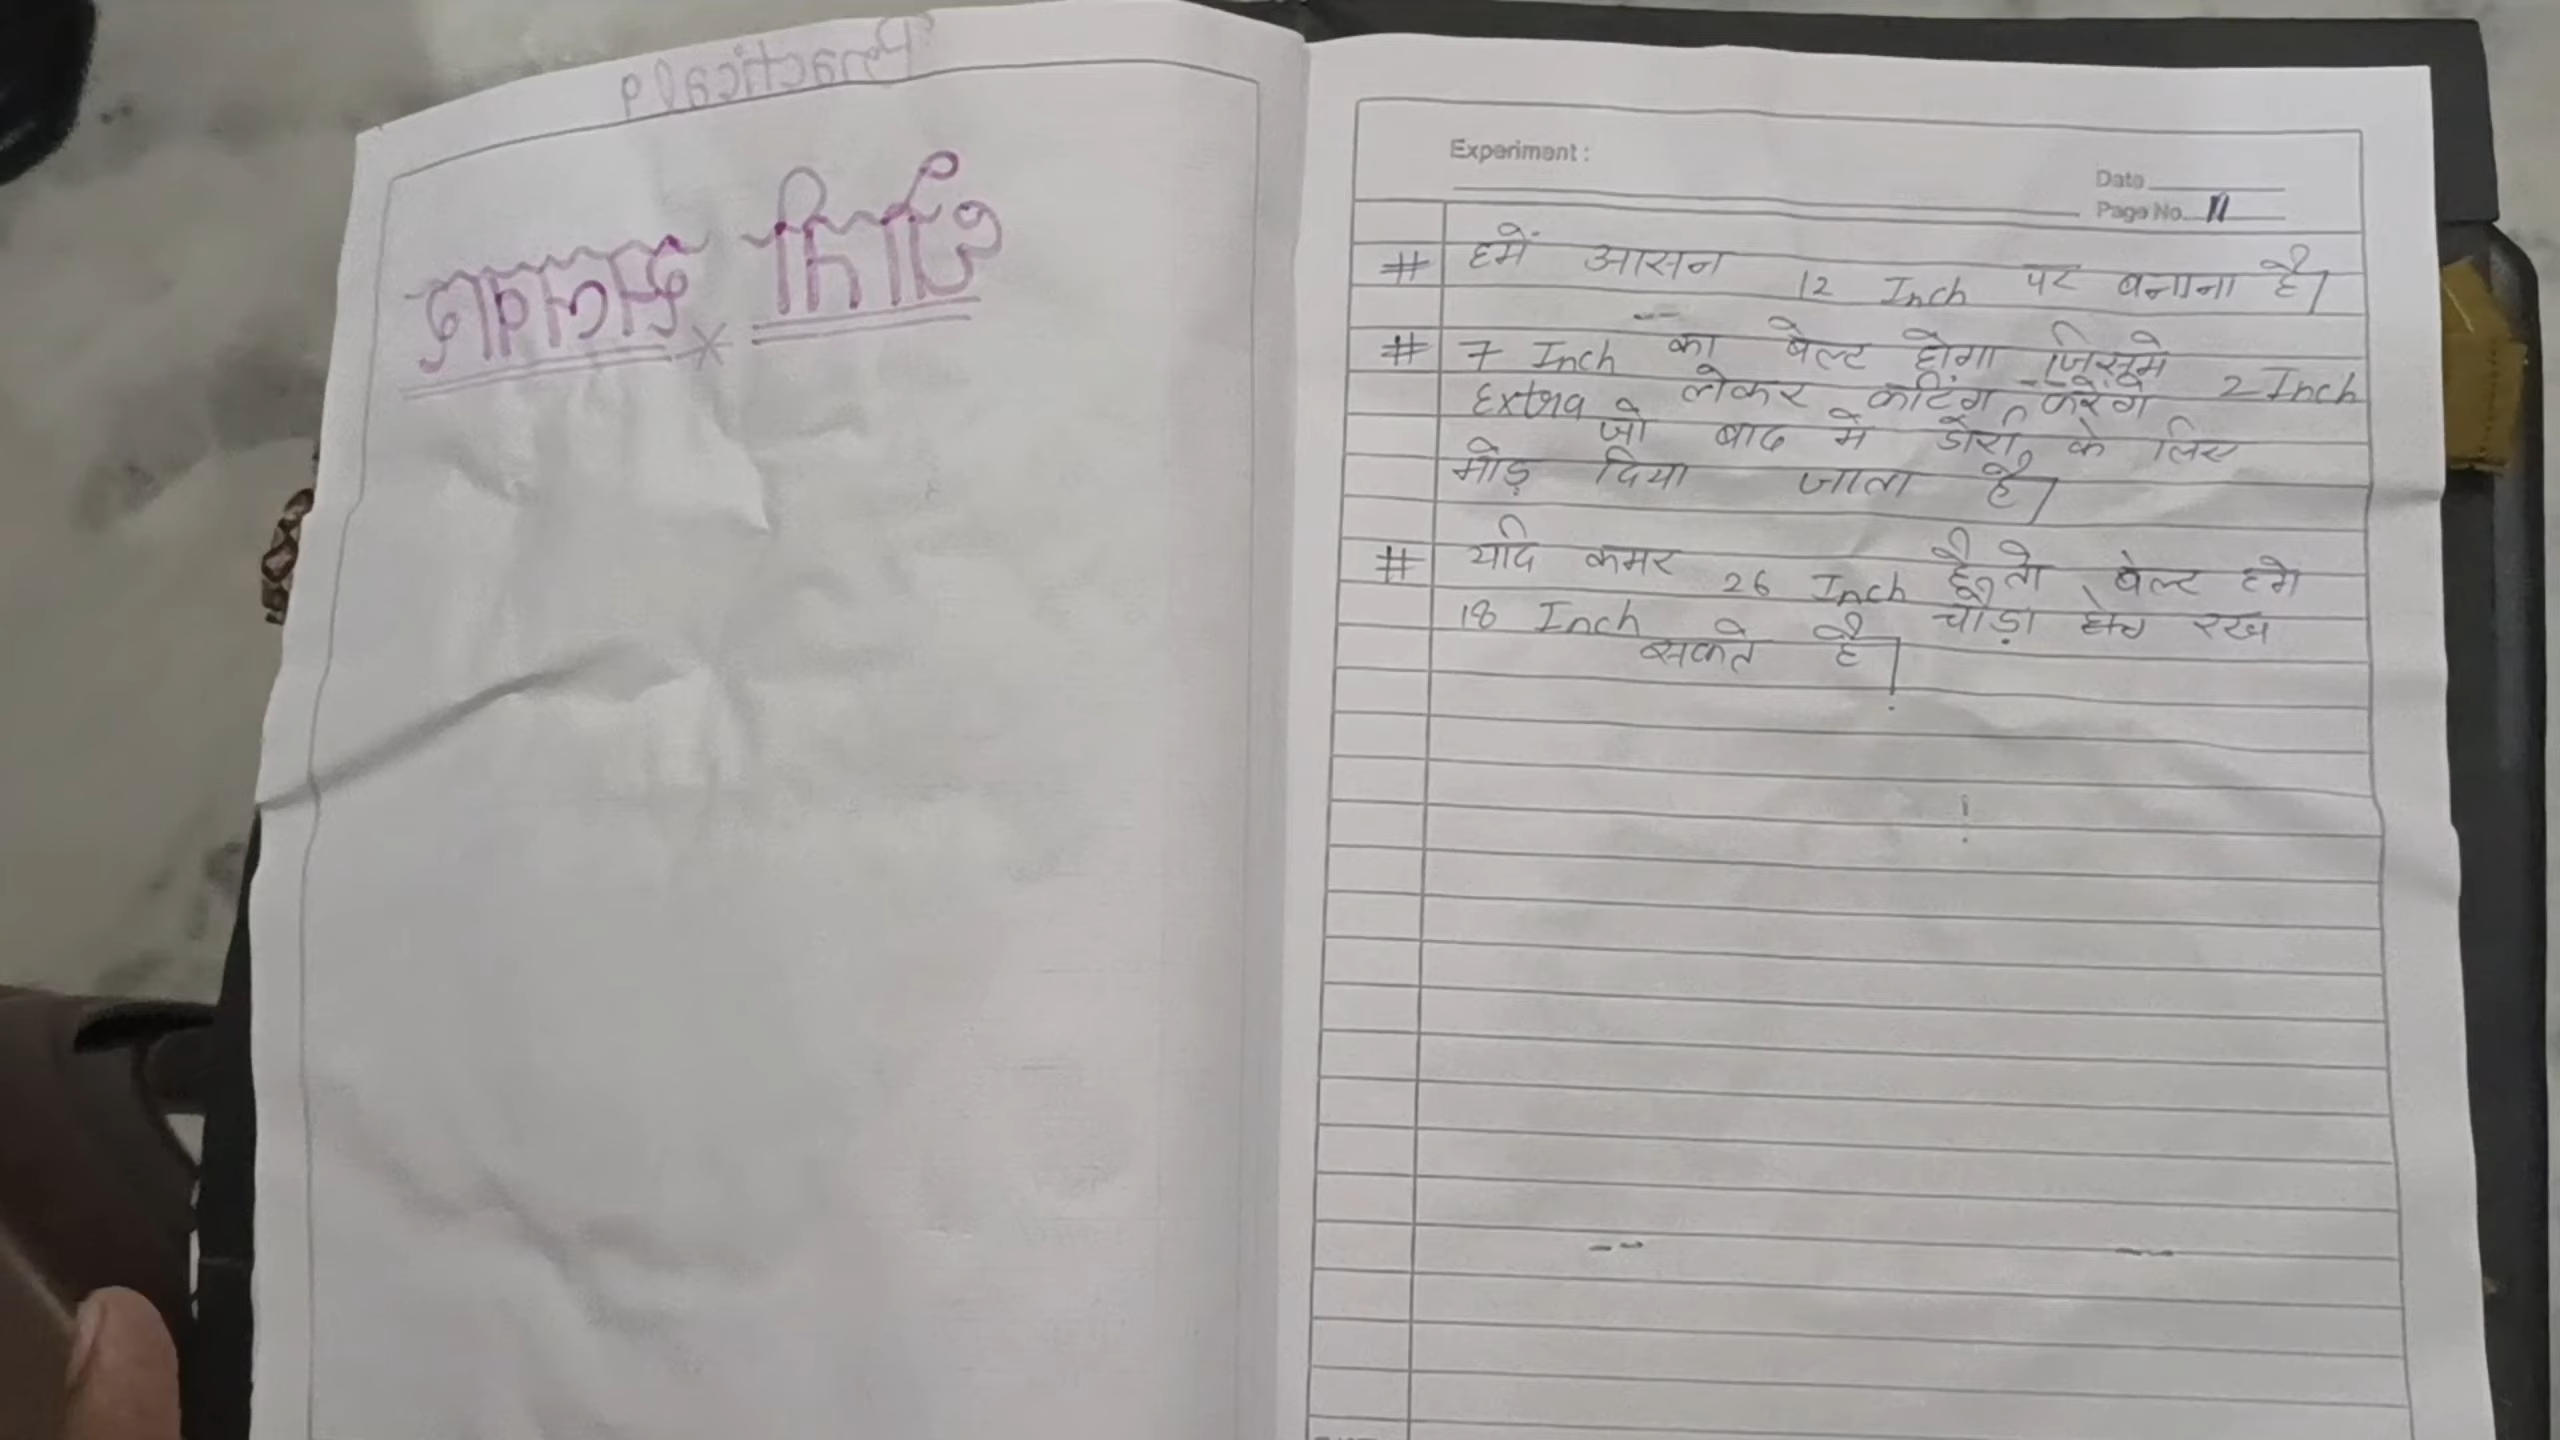 Practical
Experiment:
Date
Page No. 11
# हमें आसन 12 Inch पर बनाना है।
# 7 Inch का बेल्ट होगा जिसमे 2 Inch
Extra लेकर कटिंग करेंगे
जो बाद मे डोरी के लिए
मोड़ दिया जाता है।
# यदि कमर 26 Inch है तो बेल्ट हमे
18 Inch चौड़ा रख
सकते है।